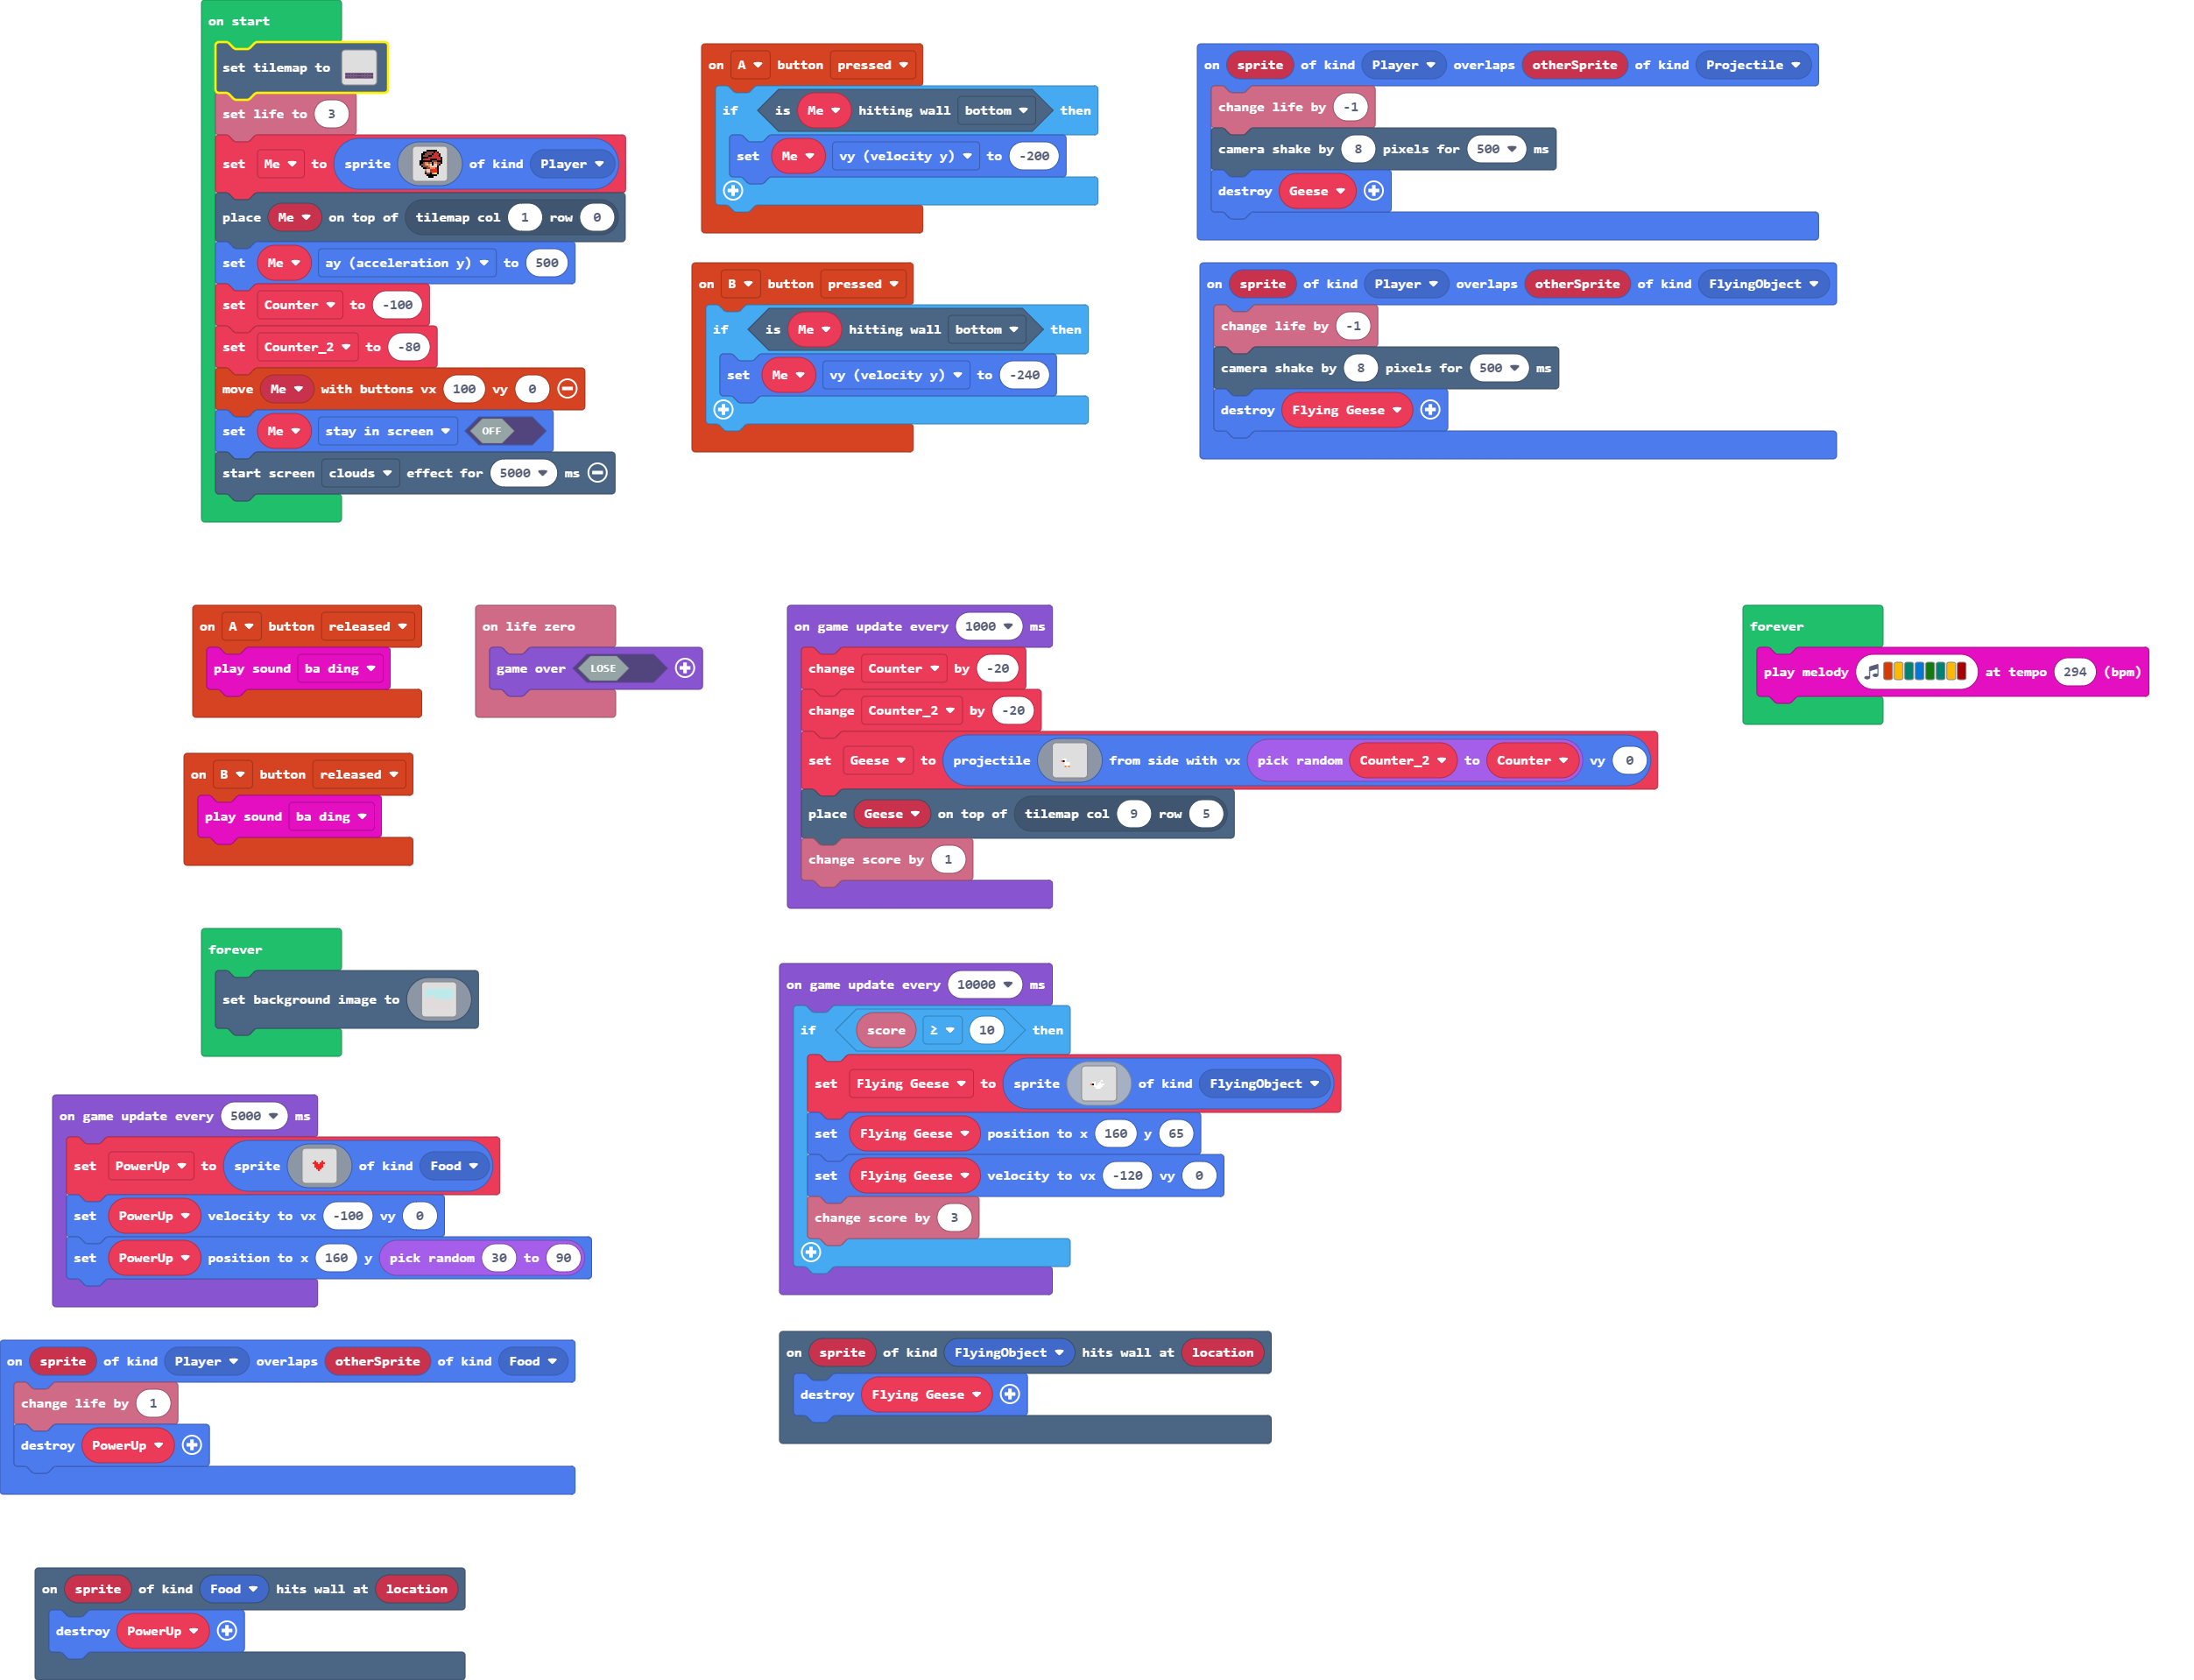 on start
set tilemap to
set life to 3
set Me to sprite of kind Player
place Me on top of tilemap col 1 row 0
set Me ay (acceleration y) to 500
set Counter to -100
set Counter_2 to -80
move Me with buttons vx 100 vy 0
set Me stay in screen OFF
start screen clouds effect for 5000 ms
on A button pressed
if is Me hitting wall bottom then
set Me vy (velocity y) to -200
on B button pressed
if is Me hitting wall bottom then
set Me vy (velocity y) to -240
on sprite of kind Player overlaps otherSprite of kind Projectile
change life by -1
camera shake by 8 pixels for 500 ms
destroy Geese
on sprite of kind Player overlaps otherSprite of kind FlyingObject
change life by -1
camera shake by 8 pixels for 500 ms
destroy Flying Geese
on A button released
play sound ba ding
on life zero
game over LOSE
on B button released
play sound ba ding
on game update every 1000 ms
change Counter by -20
change Counter_2 by -20
set Geese to projectile from side with vx pick random Counter_2 to Counter vy 0
place Geese on top of tilemap col 9 row 5
change score by 1
forever
play melody at tempo 294 (bpm)
forever
set background image to
on game update every 5000 ms
set PowerUp to sprite of kind Food
set PowerUp velocity to vx -100 vy 0
set PowerUp position to x 160 y pick random 30 to 90
on game update every 10000 ms
if score ≥ 10 then
set Flying Geese to sprite of kind FlyingObject
set Flying Geese position to x 160 y 65
set Flying Geese velocity to vx -120 vy 0
change score by 3
on sprite of kind Player overlaps otherSprite of kind Food
change life by 1
destroy PowerUp
on sprite of kind FlyingObject hits wall at location
destroy Flying Geese
on sprite of kind Food hits wall at location
destroy PowerUp